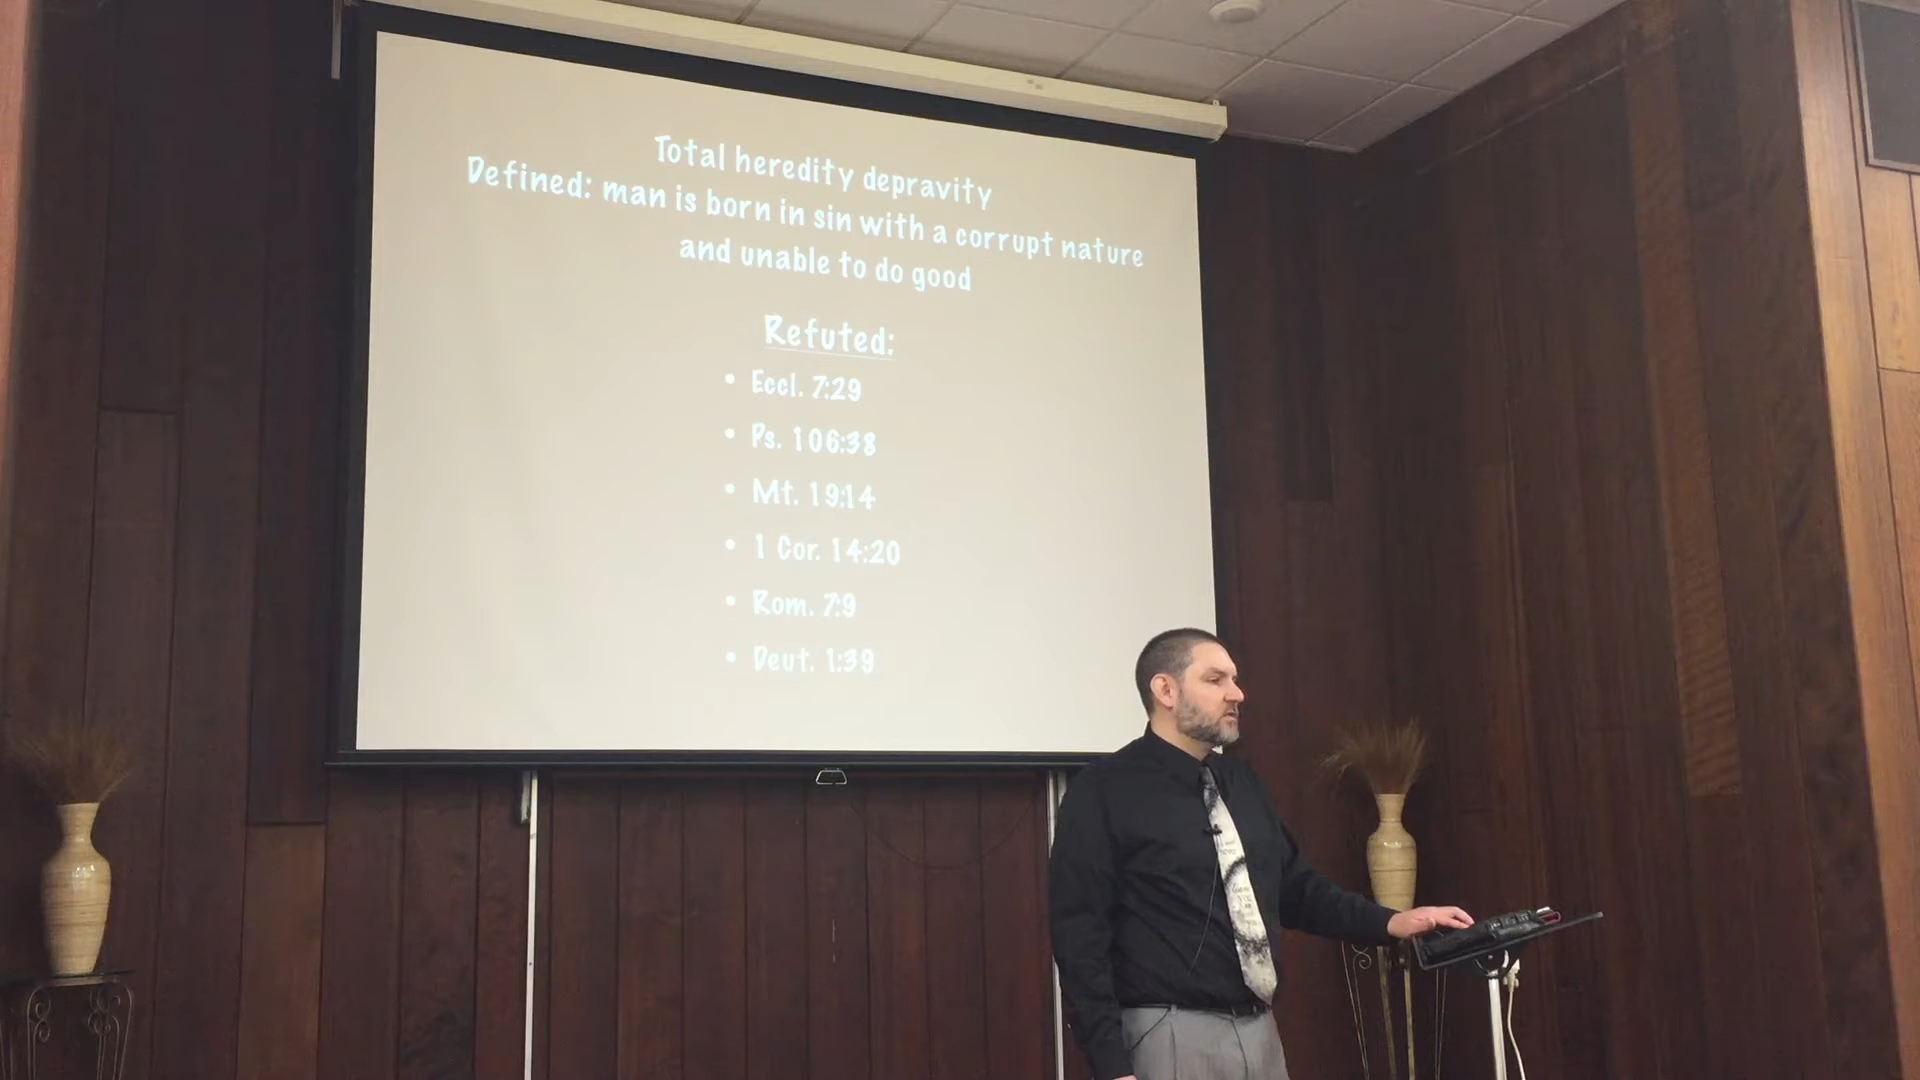 Total heredity depravity
Defined: man is born in sin with a corrupt nature
and unable to do good
Refuted:
• Eccl. 7:29
• Ps. 106:38
• Mt. 19:14
• 1 Cor. 14:20
• Rom. 7:9
• Deut. 1:39